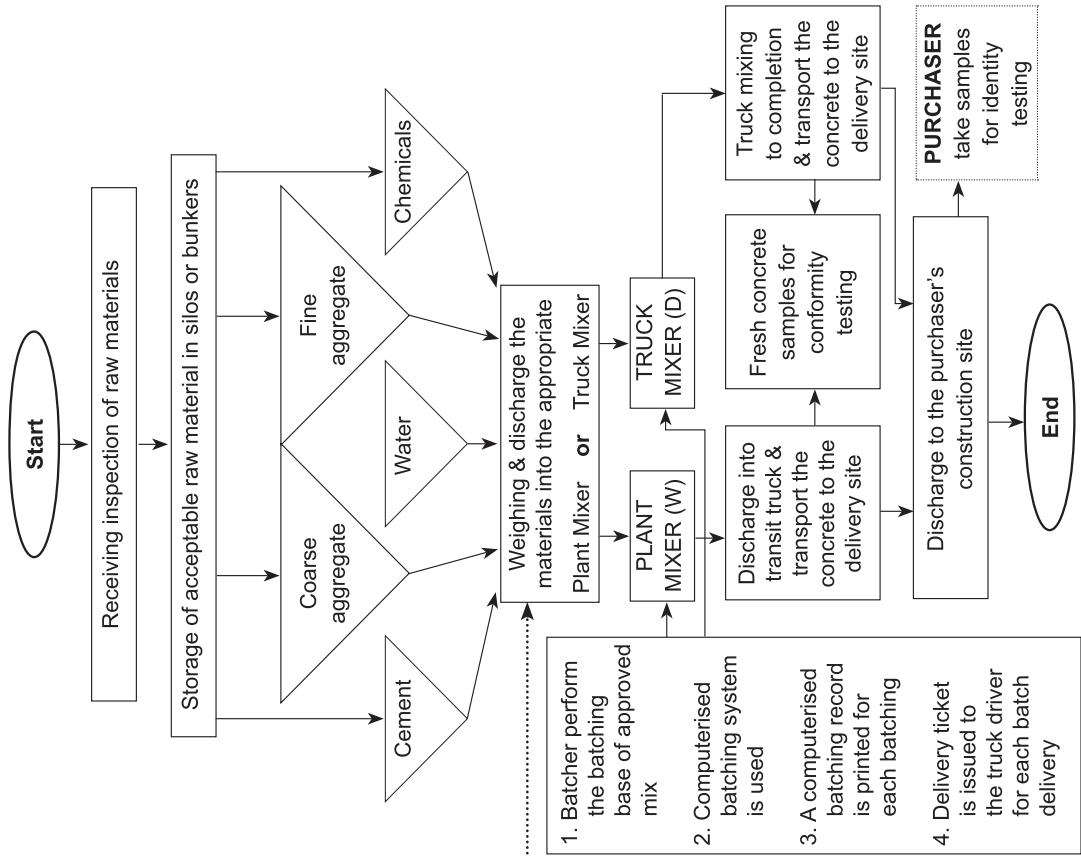 Start
Receiving inspection of raw materials
Storage of acceptable raw material in silos or bunkers
Cement
Coarse
aggregate
Water
Fine
aggregate
Chemicals
Weighing & discharge the
materials into the appropriate
Plant Mixer or Truck Mixer
1. Batcher perform
the batching
base of approved
mix
2. Computerised
batching system
is used
3. A computerised
batching record
is printed for
each batching
4. Delivery ticket
is issued to
the truck driver
for each batch
delivery
PLANT
MIXER (W)
TRUCK
MIXER (D)
Discharge into
transit truck &
transport the
concrete to the
delivery site
Fresh concrete
samples for
conformity
testing
Truck mixing
to completion
& transport the
concrete to the
delivery site
Discharge to the purchaser's
construction site
PURCHASER
take samples
for identity
testing
End